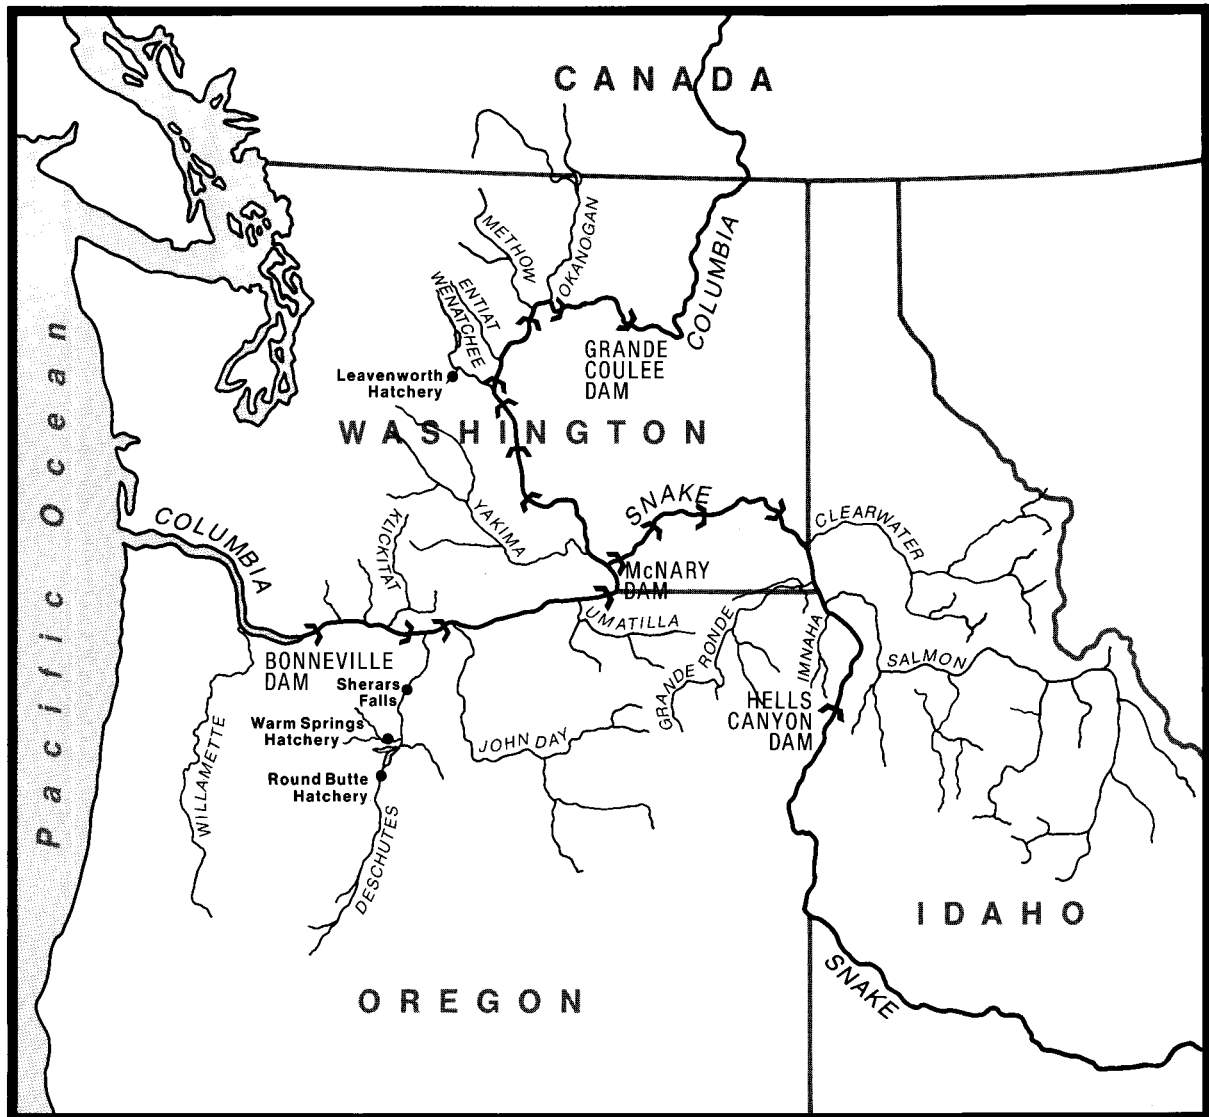 CANADA
METHOW
OKANOGAN
COLUMBIA
ENTIAT
WENATCHEE
GRANDE
COULEE
DAM
Leavenworth
Hatchery
WASHINGTON
Pacific Ocean
SNAKE
COLUMBIA
YAKIMA
KLICKITAT
CLEARWATER
McNARY
DAM
UMATILLA
GRANDE RONDE
IMNAHA
SALMON
BONNEVILLE
DAM
Sherars
Falls
HELLS
CANYON
DAM
Warm Springs
Hatchery
JOHN DAY
Round Butte
Hatchery
WILLAMETTE
DESCHUTES
IDAHO
SNAKE
OREGON